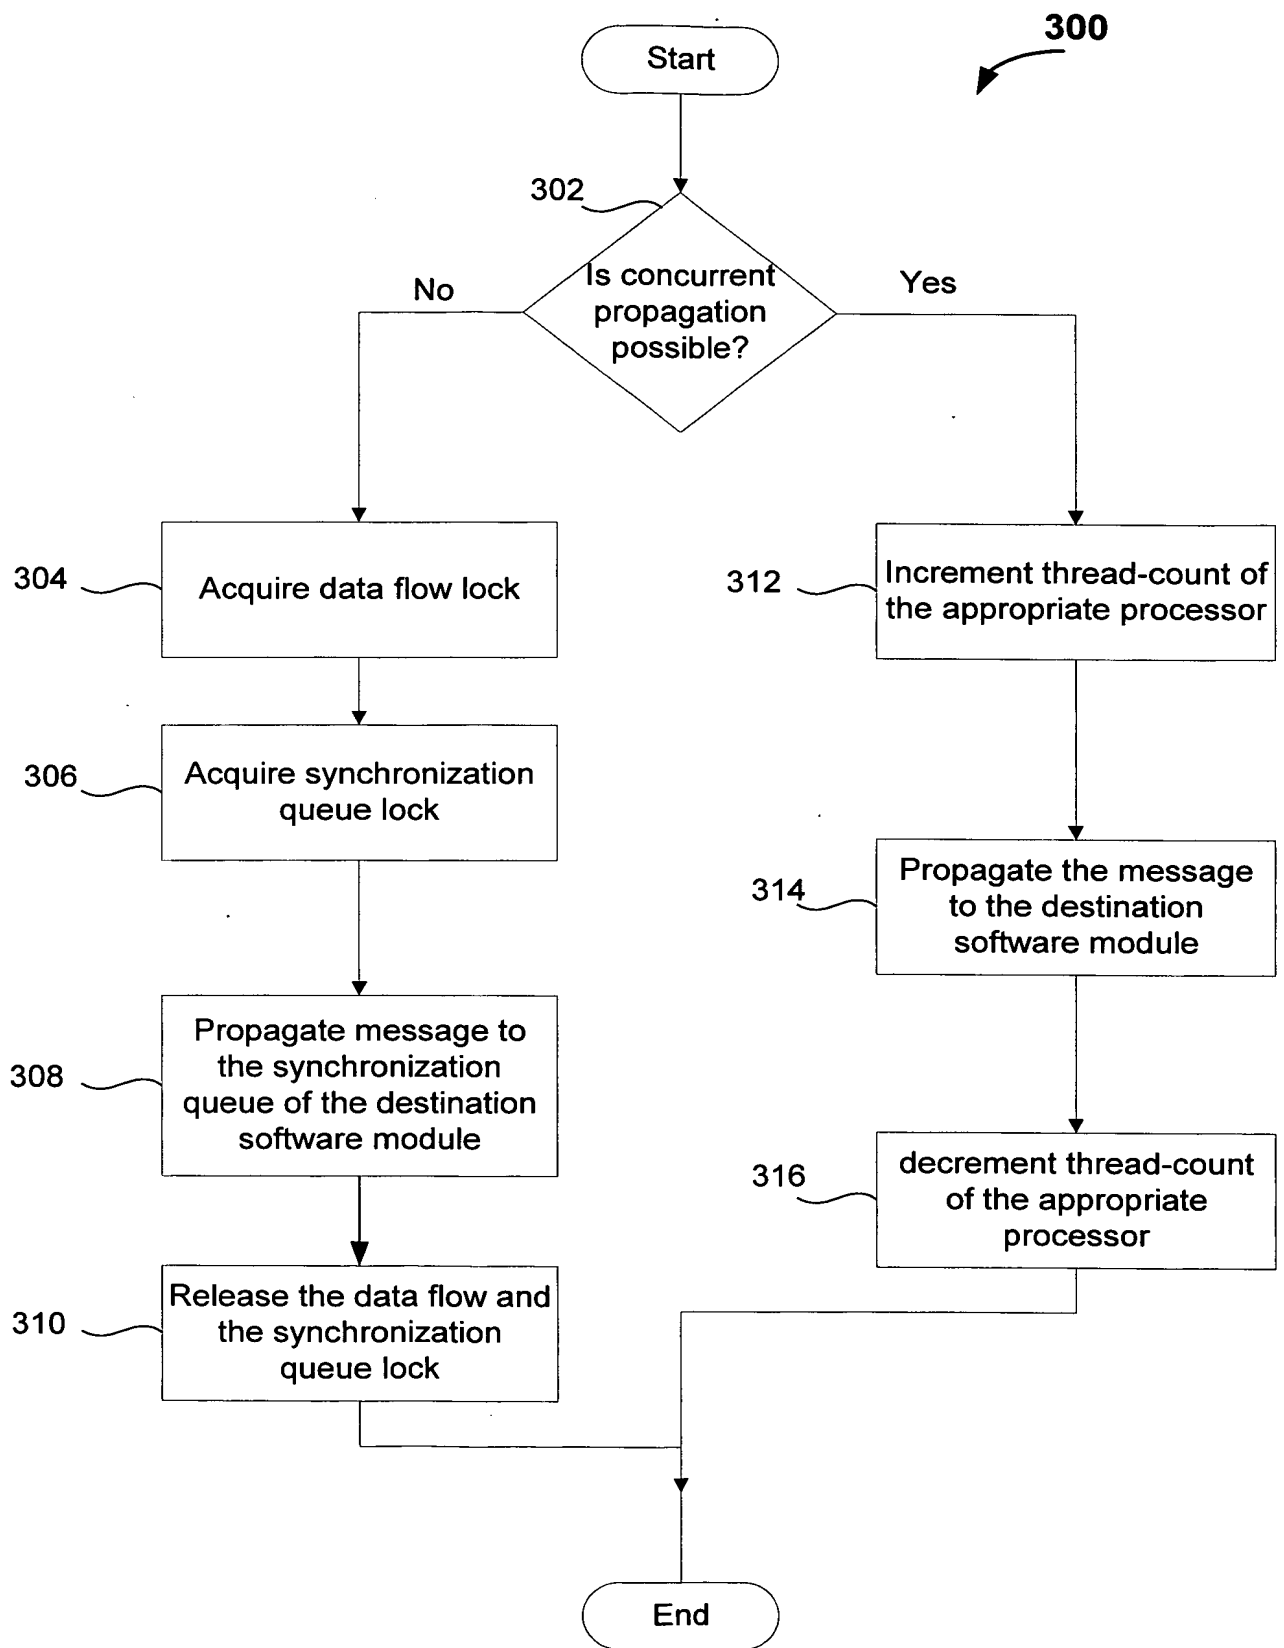 300
Start
302
Is concurrent
propagation
possible?
No
Yes
304
Acquire data flow lock
306
Acquire synchronization
queue lock
308
Propagate message to
the synchronization
queue of the destination
software module
310
Release the data flow and
the synchronization
queue lock
312
Increment thread-count of
the appropriate processor
314
Propagate the message
to the destination
software module
316
decrement thread-count
of the appropriate
processor
End